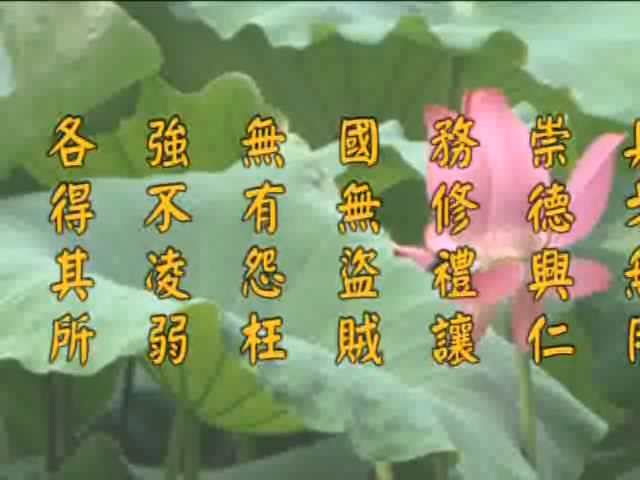 崇德興仁
務修禮讓
國無盜賊
無有怨枉
強不凌弱
各得其所